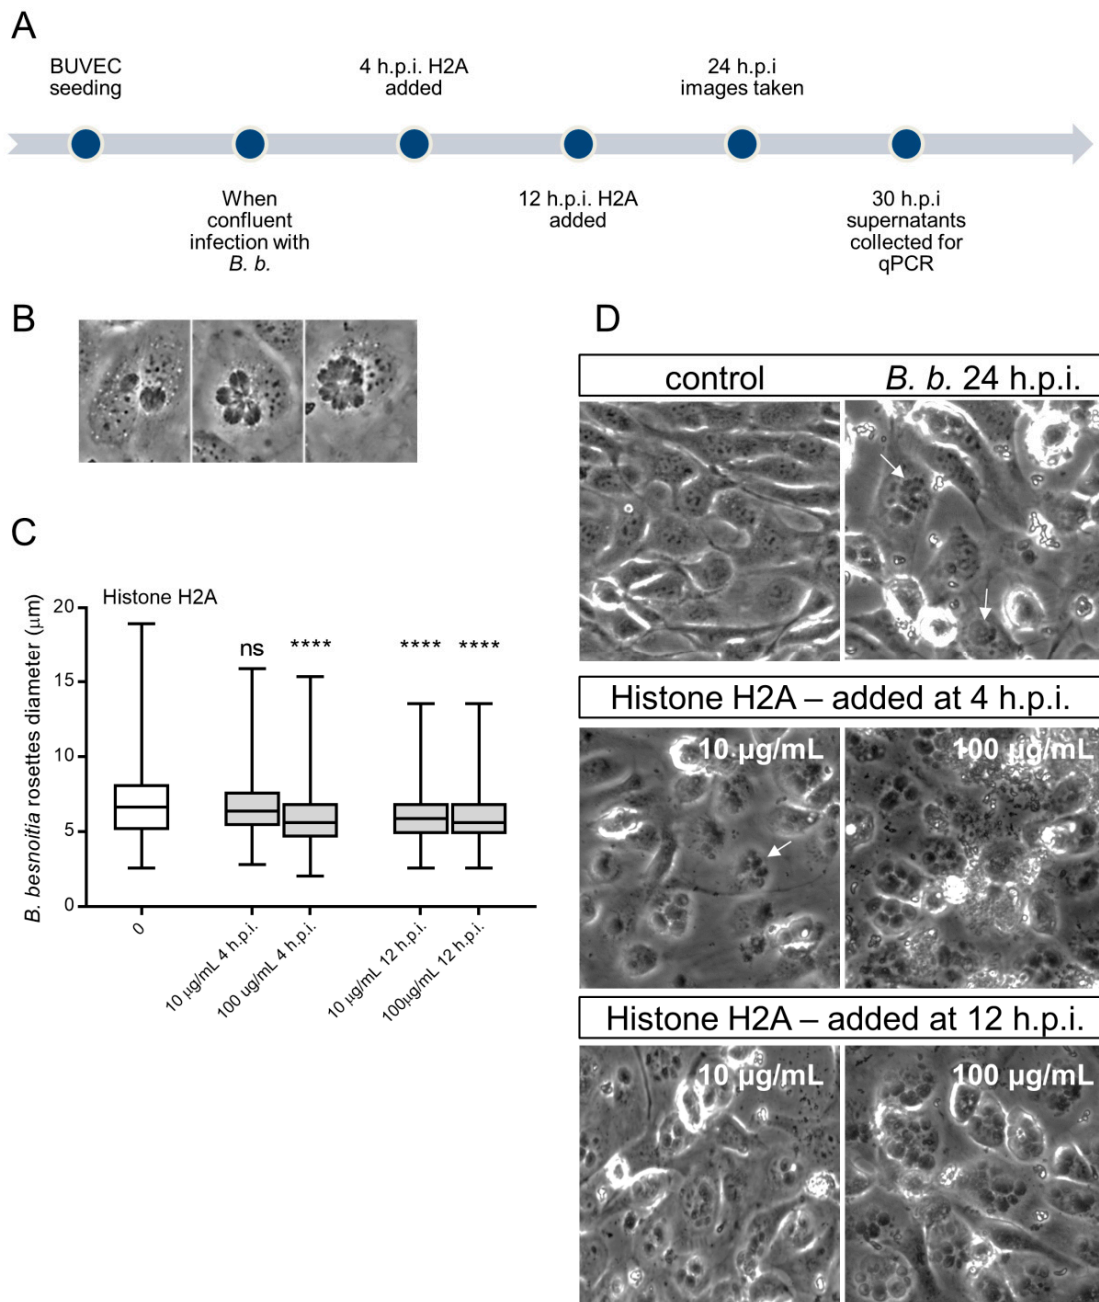 A
BUVEC
seeding
4 h.p.i. H2A
added
24 h.p.i
images taken
When
confluent
infection with
B. b.
12 h.p.i. H2A
added
30 h.p.i
supernatants
collected for
qPCR
B
C
Histone H2A
B. besnoitia rosettes diameter (µm)
20
15
10
5
0
ns
****
****
****
0
10 µg/mL 4 h.p.i.
100 ug/mL 4 h.p.i.
10 µg/mL 12 h.p.i.
100µg/mL 12 h.p.i.
D
control
B. b. 24 h.p.i.
Histone H2A – added at 4 h.p.i.
10 µg/mL
100 µg/mL
Histone H2A – added at 12 h.p.i.
10 µg/mL
100 µg/mL